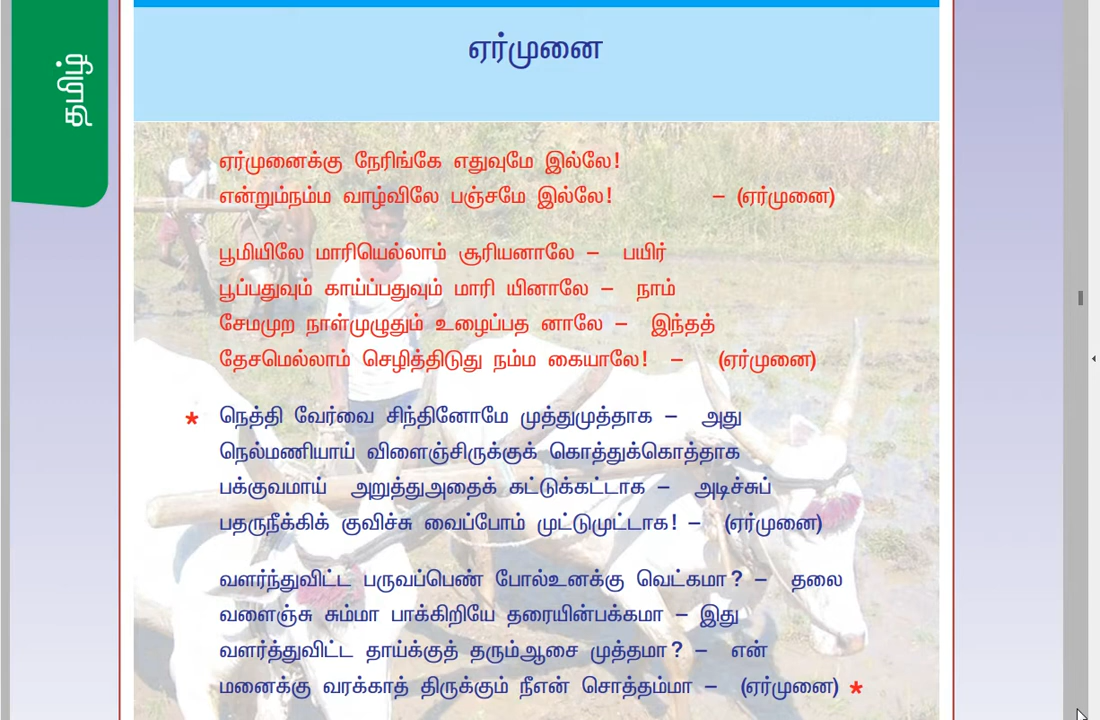 தமிழ்
ஏர்முனை
ஏர்முனைக்கு நேரிங்கே எதுவுமே இல்லே!
என்றும்நம்ம வாழ்விலே பஞ்சமே இல்லே! – (ஏர்முனை)
பூமியிலே மாரியெல்லாம் சூரியனாலே – பயிர்
பூப்பதுவும் காய்ப்பதுவும் மாரி யினாலே – நாம்
சேமமுற நாள்முழுதும் உழைப்பத னாலே – இந்தத்
தேசமெல்லாம் செழித்திடுது நம்ம கையாலே! – (ஏர்முனை)
* நெத்தி வேர்வை சிந்தினோமே முத்துமுத்தாக – அது
நெல்மணியாய் விளைஞ்சிருக்குக் கொத்துக்கொத்தாக
பக்குவமாய் அறுத்துஅதைக் கட்டுக்கட்டாக – அடிச்சுப்
பதருநீக்கிக் குவிச்சு வைப்போம் முட்டுமுட்டாக! – (ஏர்முனை)
வளர்ந்துவிட்ட பருவப்பெண் போல்உனக்கு வெட்கமா? – தலை
வளைஞ்சு சும்மா பாக்கிறியே தரையின்பக்கமா – இது
வளர்த்துவிட்ட தாய்க்குத் தரும்ஆசை முத்தமா? – என்
மனைக்கு வரக்காத் திருக்கும் நீஎன் சொத்தம்மா – (ஏர்முனை) *